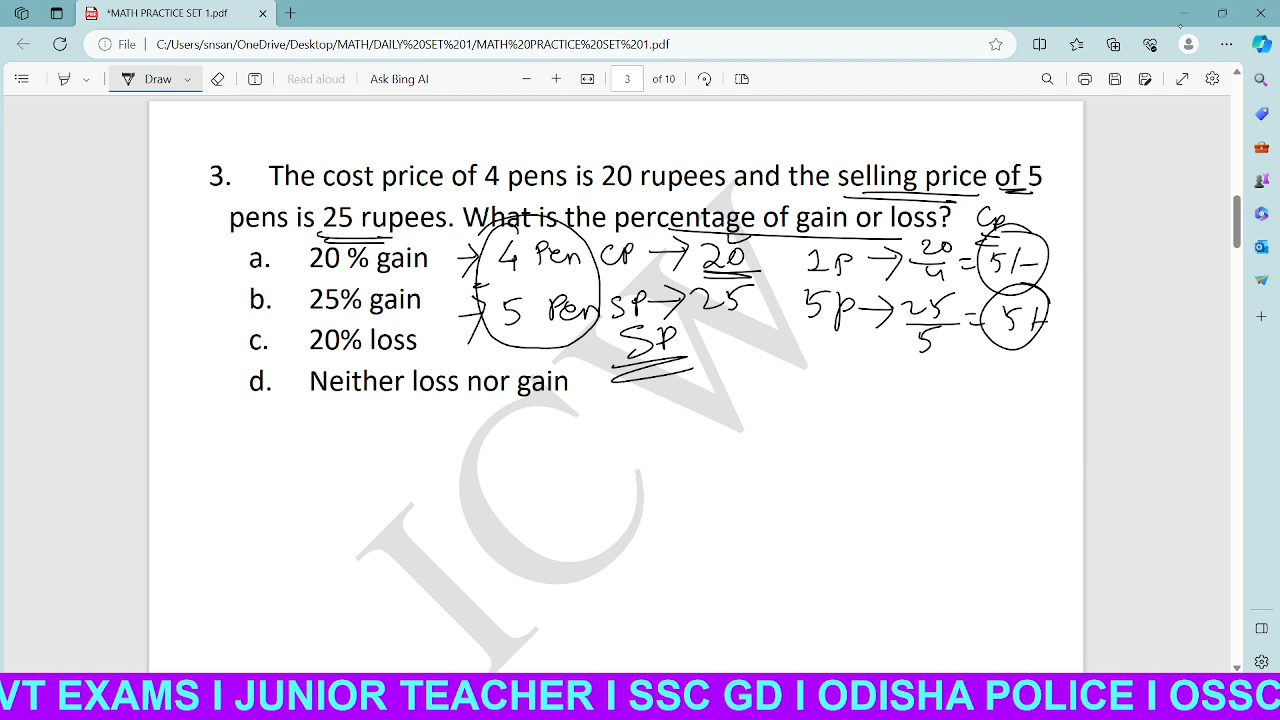 *MATH PRACTICE SET 1.pdf
File C:/Users/snsan/OneDrive/Desktop/MATH/DAILY%20SET%201/MATH%20PRACTICE%20SET%201.pdf
Draw Read aloud Ask Bing AI 3 of 10
3. The cost price of 4 pens is 20 rupees and the selling price of 5
pens is 25 rupees. What is the percentage of gain or loss?
CP
a. 20 % gain
4 Pen CP → 20 1P → 20/4 = 5/-
b. 25% gain
5 Pen SP → 25 5P → 25/5 = 5/-
SP
c. 20% loss
d. Neither loss nor gain
ICW
VT EXAMS I JUNIOR TEACHER I SSC GD I ODISHA POLICE I OSSC